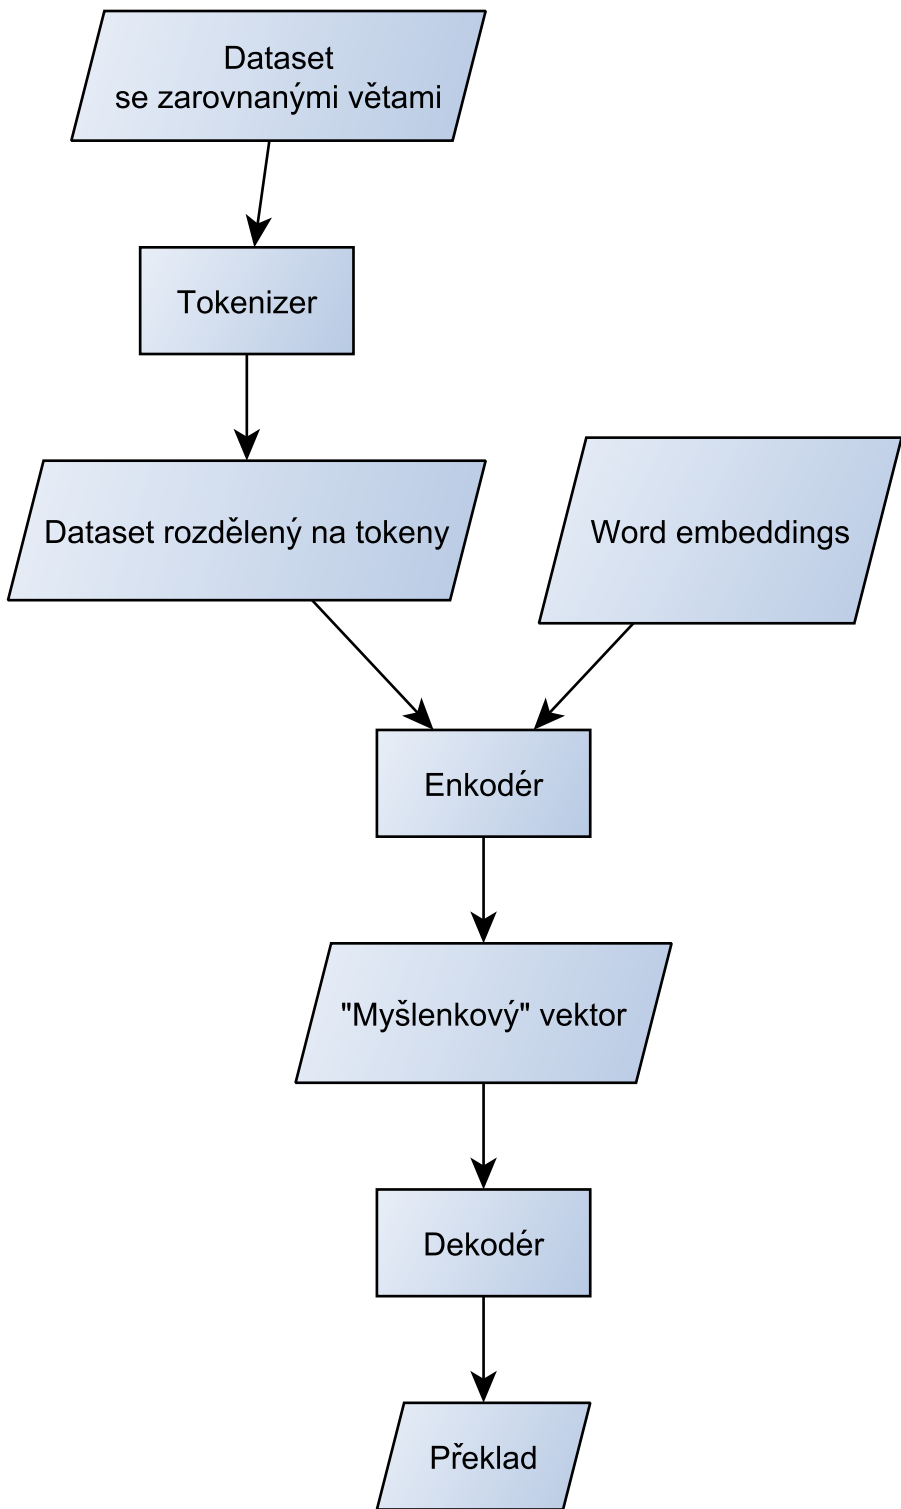 Dataset
se zarovnanými větami
Tokenizer
Dataset rozdělený na tokeny
Word embeddings
Enkodér
"Myšlenkový" vektor
Dekodér
Překlad